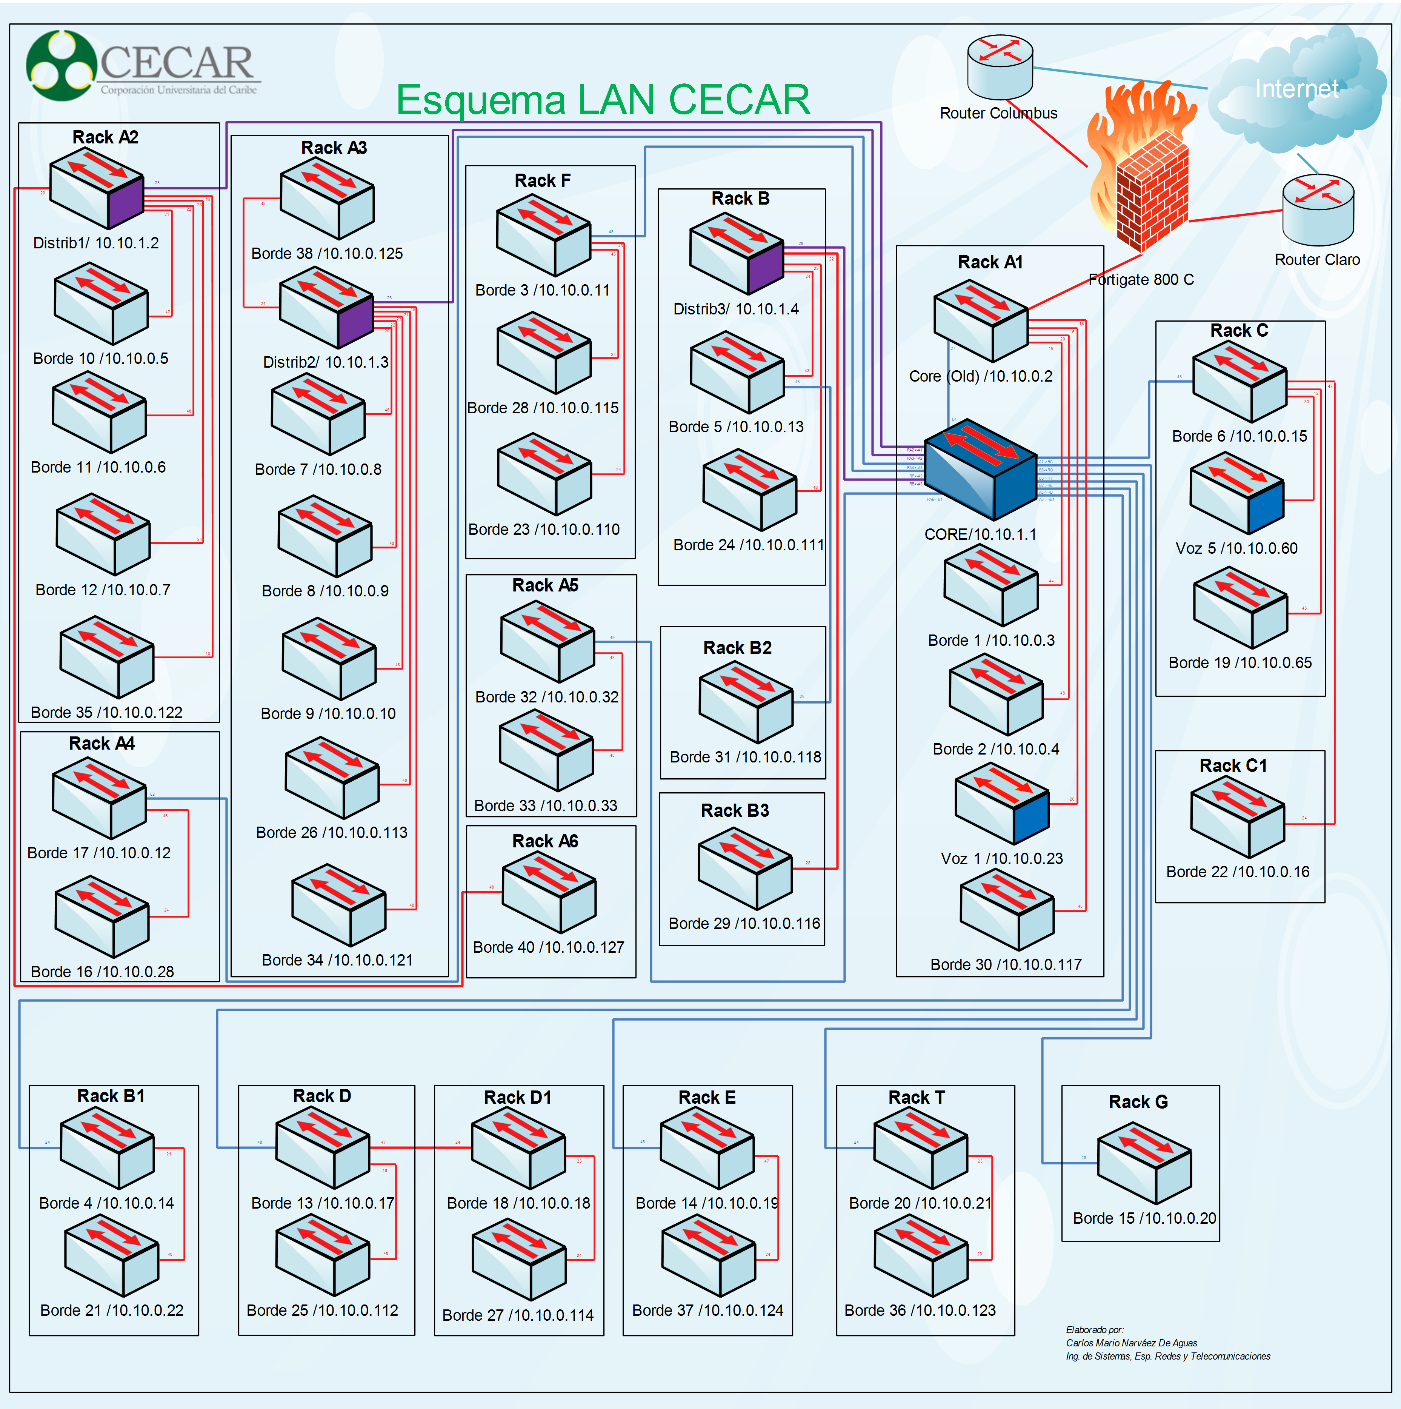 CECAR
Corporación Universitaria del Caribe
Esquema LAN CECAR
Internet
Router Columbus
Router Claro
Fortigate 800 C
Rack A2
Distrib1/ 10.10.1.2
Borde 10 /10.10.0.5
Borde 11 /10.10.0.6
Borde 12 /10.10.0.7
Borde 35 /10.10.0.122
Rack A4
Borde 17 /10.10.0.12
Borde 16 /10.10.0.28
Rack A3
Borde 38 /10.10.0.125
Distrib2/ 10.10.1.3
Borde 7 /10.10.0.8
Borde 8 /10.10.0.9
Borde 9 /10.10.0.10
Borde 26 /10.10.0.113
Borde 34 /10.10.0.121
Rack F
Borde 3 /10.10.0.11
Borde 28 /10.10.0.115
Borde 23 /10.10.0.110
Rack A5
Borde 32 /10.10.0.32
Borde 33 /10.10.0.33
Rack A6
Borde 40 /10.10.0.127
Rack B
Distrib3/ 10.10.1.4
Borde 5 /10.10.0.13
Borde 24 /10.10.0.111
Rack B2
Borde 31 /10.10.0.118
Rack B3
Borde 29 /10.10.0.116
Rack A1
Core (Old) /10.10.0.2
CORE/10.10.1.1
Borde 1 /10.10.0.3
Borde 2 /10.10.0.4
Voz 1 /10.10.0.23
Borde 30 /10.10.0.117
Rack C
Borde 6 /10.10.0.15
Voz 5 /10.10.0.60
Borde 19 /10.10.0.65
Rack C1
Borde 22 /10.10.0.16
Rack B1
Borde 4 /10.10.0.14
Borde 21 /10.10.0.22
Rack D
Borde 13 /10.10.0.17
Borde 25 /10.10.0.112
Rack D1
Borde 18 /10.10.0.18
Borde 27 /10.10.0.114
Rack E
Borde 14 /10.10.0.19
Borde 37 /10.10.0.124
Rack T
Borde 20 /10.10.0.21
Borde 36 /10.10.0.123
Rack G
Borde 15 /10.10.0.20
Elaborado por:
Carlos Mario Narváez De Aguas
Ing. de Sistemas, Esp. Redes y Telecomunicaciones